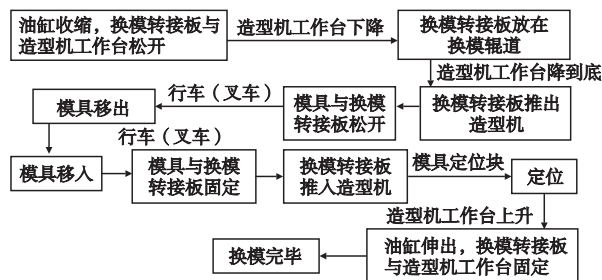 油缸收缩，换模转接板与
造型机工作台松开
造型机工作台下降
换模转接板放在
换模辊道
造型机工作台降到底
换模转接板推出
造型机
模具与换模
转接板松开
行车（叉车）
模具移出
行车（叉车）
模具移入
模具与换模
转接板固定
换模转接板
推入造型机
模具定位块
定位
造型机工作台上升
油缸伸出，换模转接板
与造型机工作台固定
换模完毕